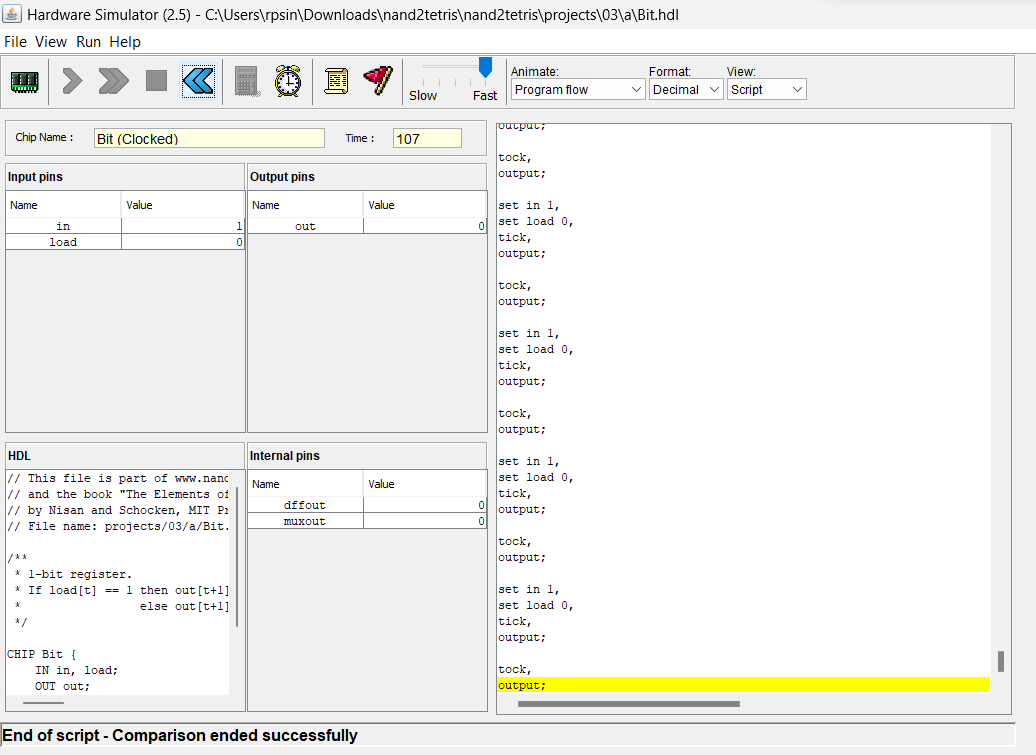 Hardware Simulator (2.5) - C:\Users\rpsin\Downloads\nand2tetris\nand2tetris\projects\03\a\Bit.hdl
File View Run Help
Slow Fast
Animate: Format: View:
Program flow Decimal Script
Chip Name : Bit (Clocked) Time : 107
Input pins
Name Value
in 1
load 0
Output pins
Name Value
out 0
HDL
// This file is part of www.nand
// and the book "The Elements of
// by Nisan and Schocken, MIT Pr
// File name: projects/03/a/Bit.
/**
* 1-bit register.
* If load[t] == 1 then out[t+1]
* else out[t+1]
*/
CHIP Bit {
IN in, load;
OUT out;
Internal pins
Name Value
dffout 0
muxout 0
output;
tock,
output;
set in 1,
set load 0,
tick,
output;
tock,
output;
set in 1,
set load 0,
tick,
output;
tock,
output;
set in 1,
set load 0,
tick,
output;
tock,
output;
set in 1,
set load 0,
tick,
output;
tock,
output;
End of script - Comparison ended successfully